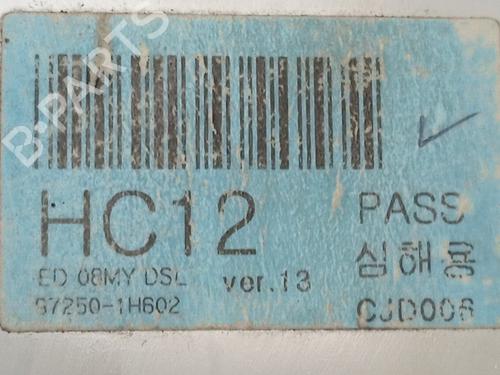 B-PARTS
HC12
PASS
ED 08MY DSL
ver.13
심해용
97250-1H602
CJD006